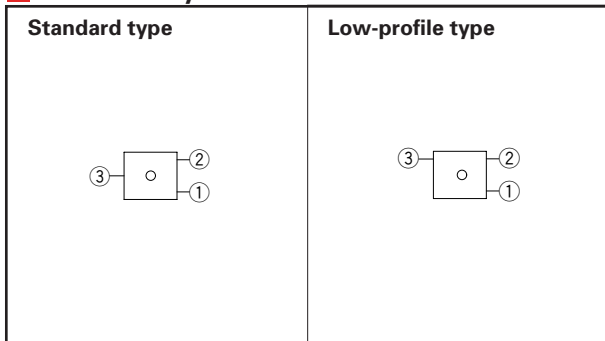 Standard type
Low-profile type
③ ②
①
③ ②
①